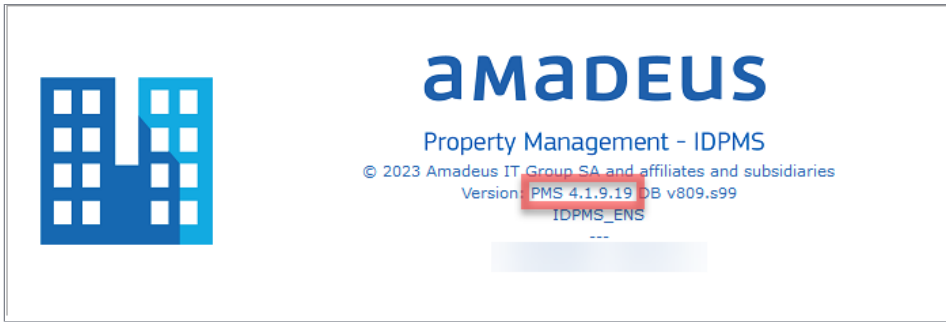 aMaDEUS
Property Management - IDPMS
© 2023 Amadeus IT Group SA and affiliates and subsidiaries
Version: PMS 4.1.9.19 DB v809.s99
IDPMS_ENS
---